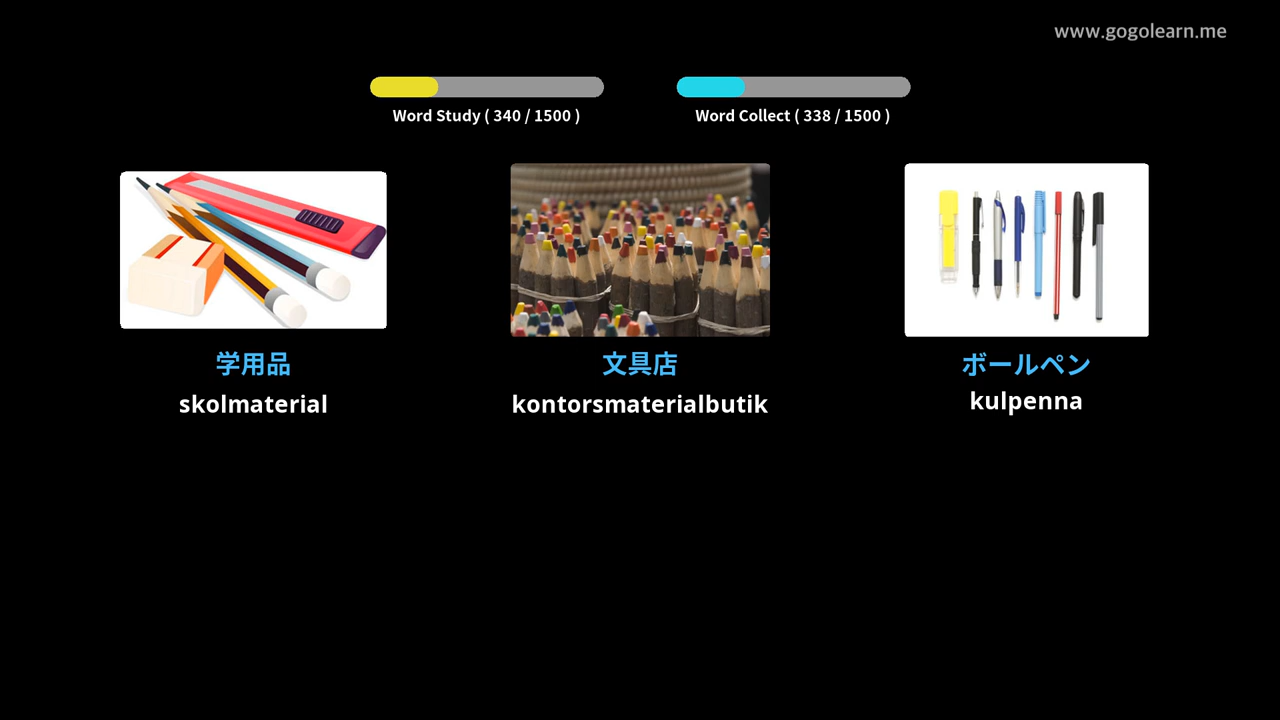 www.gogolearn.me
Word Study ( 340 / 1500 )
Word Collect ( 338 / 1500 )
学用品
文具店
ボールペン
skolmaterial
kontorsmaterialbutik
kulpenna